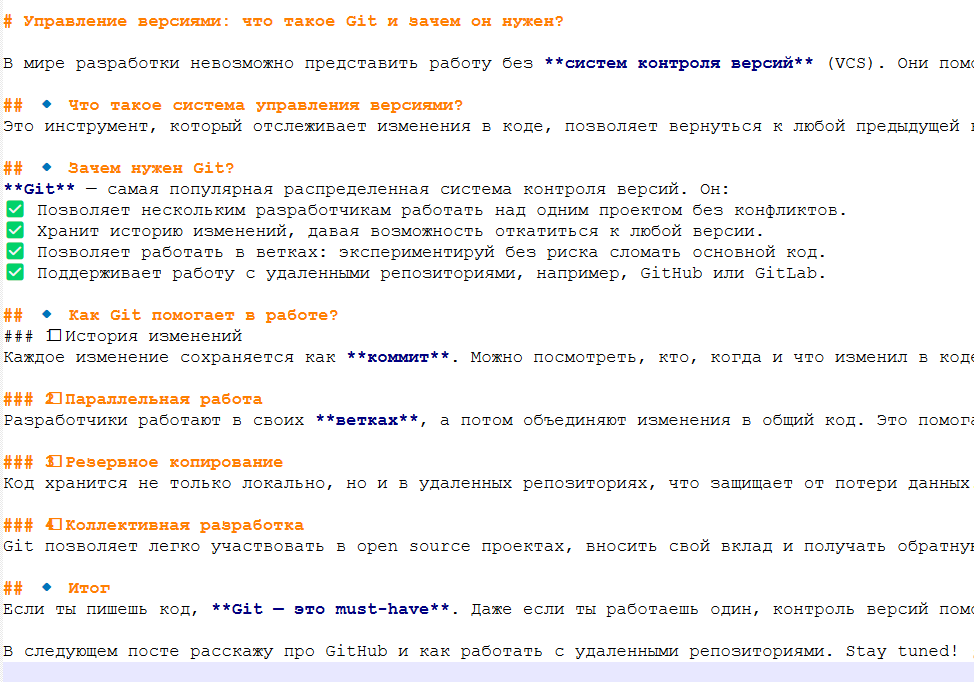 # Управление версиями: что такое Git и зачем он нужен?
В мире разработки невозможно представить работу без **систем контроля версий** (VCS). Они
## 🔹 Что такое система управления версиями?
Это инструмент, который отслеживает изменения в коде, позволяет вернуться к любой предыдущей
## 🔹 Зачем нужен Git?
**Git** — самая популярная распределенная система контроля версий. Он:
✅ Позволяет нескольким разработчикам работать над одним проектом без конфликтов.
✅ Хранит историю изменений, давая возможность откатиться к любой версии.
✅ Позволяет работать в ветках: экспериментируй без риска сломать основной код.
✅ Поддерживает работу с удаленными репозиториями, например, GitHub или GitLab.
## 🔹 Как Git помогает в работе?
### 1️⃣ История изменений
Каждое изменение сохраняется как **коммит**. Можно посмотреть, кто, когда и что изменил в коде
### 2️⃣ Параллельная работа
Разработчики работают в своих **ветках**, а потом объединяют изменения в общий код. Это
### 3️⃣ Резервное копирование
Код хранится не только локально, но и в удаленных репозиториях, что защищает от потери данных
### 4️⃣ Коллективная разработка
Git позволяет легко участвовать в open source проектах, вносить свой вклад и получать
## 🔹 Итог
Если ты пишешь код, **Git — это must-have**. Даже если ты работаешь один, контроль версий
В следующем посте расскажу про GitHub и как работать с удаленными репозиториями. Stay tuned!